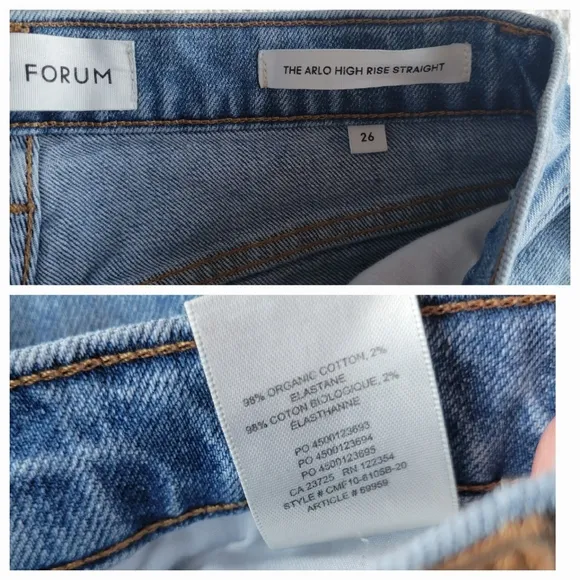 FORUM
THE ARLO HIGH RISE STRAIGHT
26
98% ORGANIC COTTON, 2%
ELASTANE
98% COTON BIOLOGIQUE, 2%
ÉLASTHANNE
PO 4500123693
PO 4500123694
PO 4500123695
CA 23725 RN 122354
STYLE # CMF10-810SB-20
ARTICLE # 69959